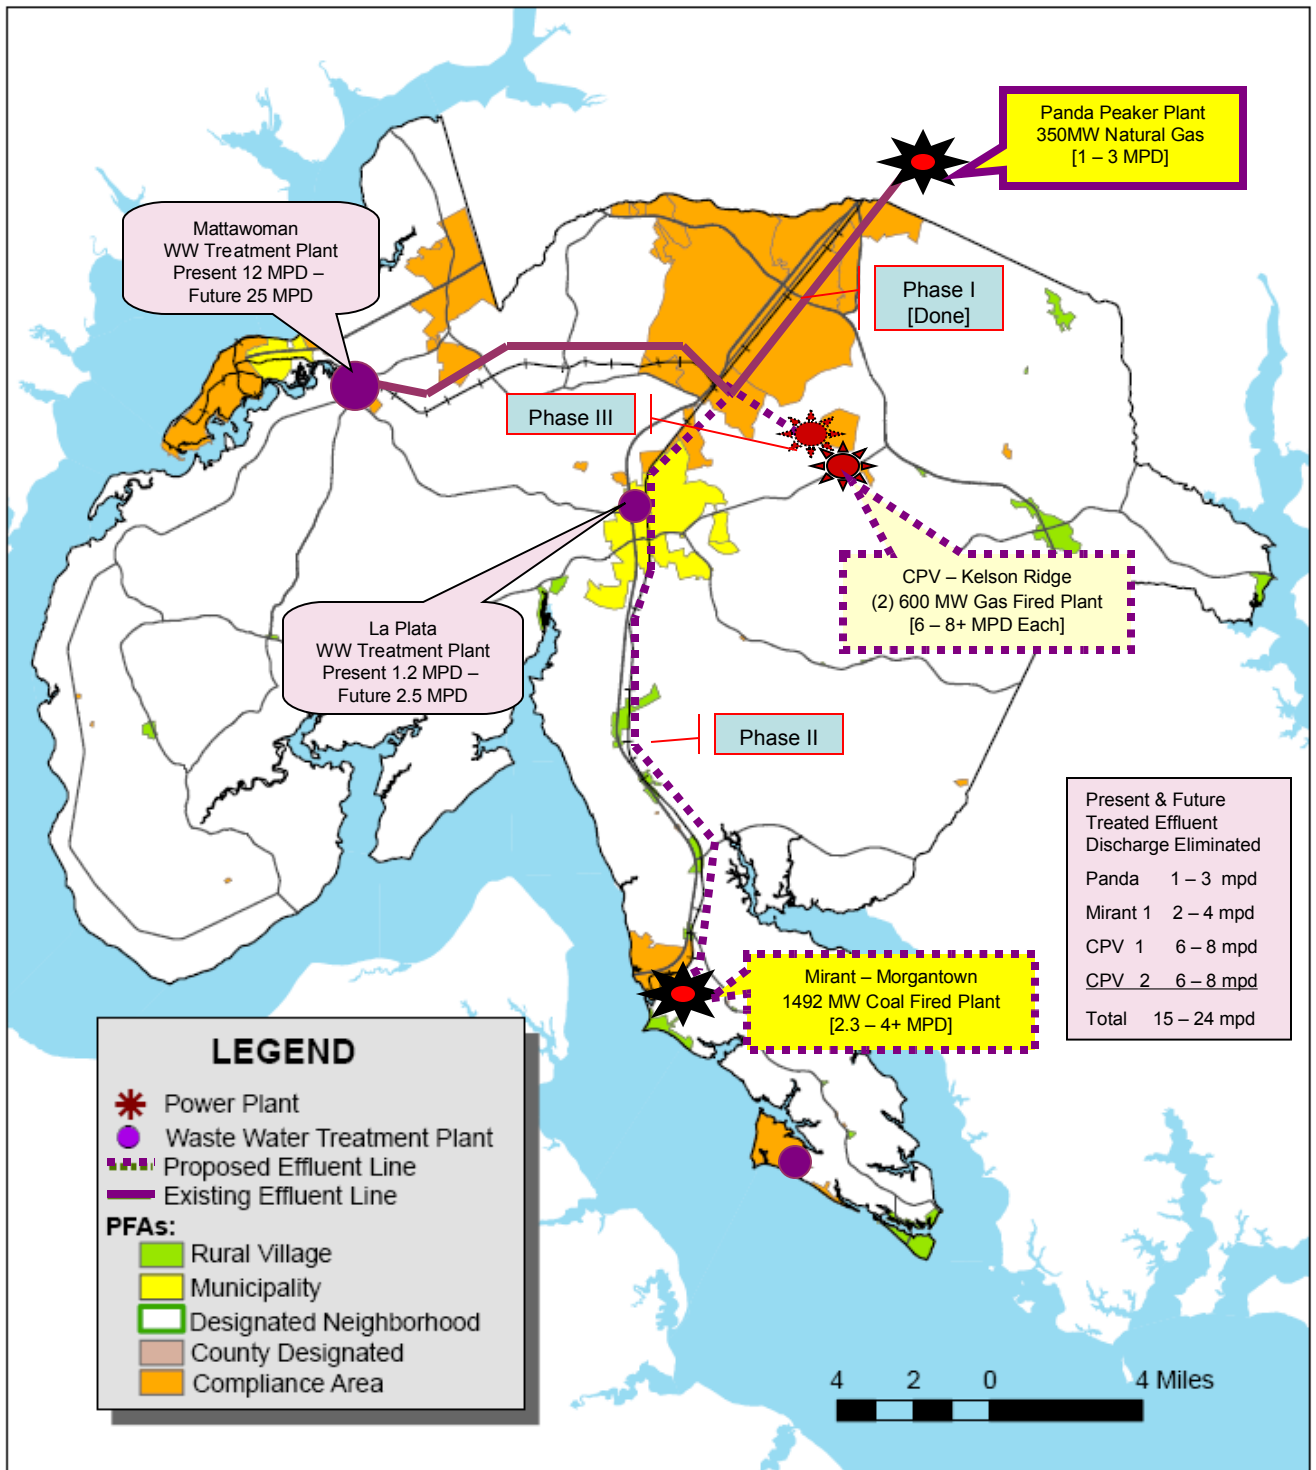 Panda Peaker Plant
350MW Natural Gas
[1 – 3 MPD]
Mattawoman
WW Treatment Plant
Present 12 MPD –
Future 25 MPD
Phase I
[Done]
Phase III
CPV – Kelson Ridge
(2) 600 MW Gas Fired Plant
[6 – 8+ MPD Each]
La Plata
WW Treatment Plant
Present 1.2 MPD –
Future 2.5 MPD
Phase II
Present & Future
Treated Effluent
Discharge Eliminated
Panda 1 – 3 mpd
Mirant 1 2 – 4 mpd
CPV 1 6 – 8 mpd
CPV 2 6 – 8 mpd
Total 15 – 24 mpd
Mirant – Morgantown
1492 MW Coal Fired Plant
[2.3 – 4+ MPD]
LEGEND
Power Plant
Waste Water Treatment Plant
Proposed Effluent Line
Existing Effluent Line
PFAs:
Rural Village
Municipality
Designated Neighborhood
County Designated
Compliance Area
4 2 0 4 Miles